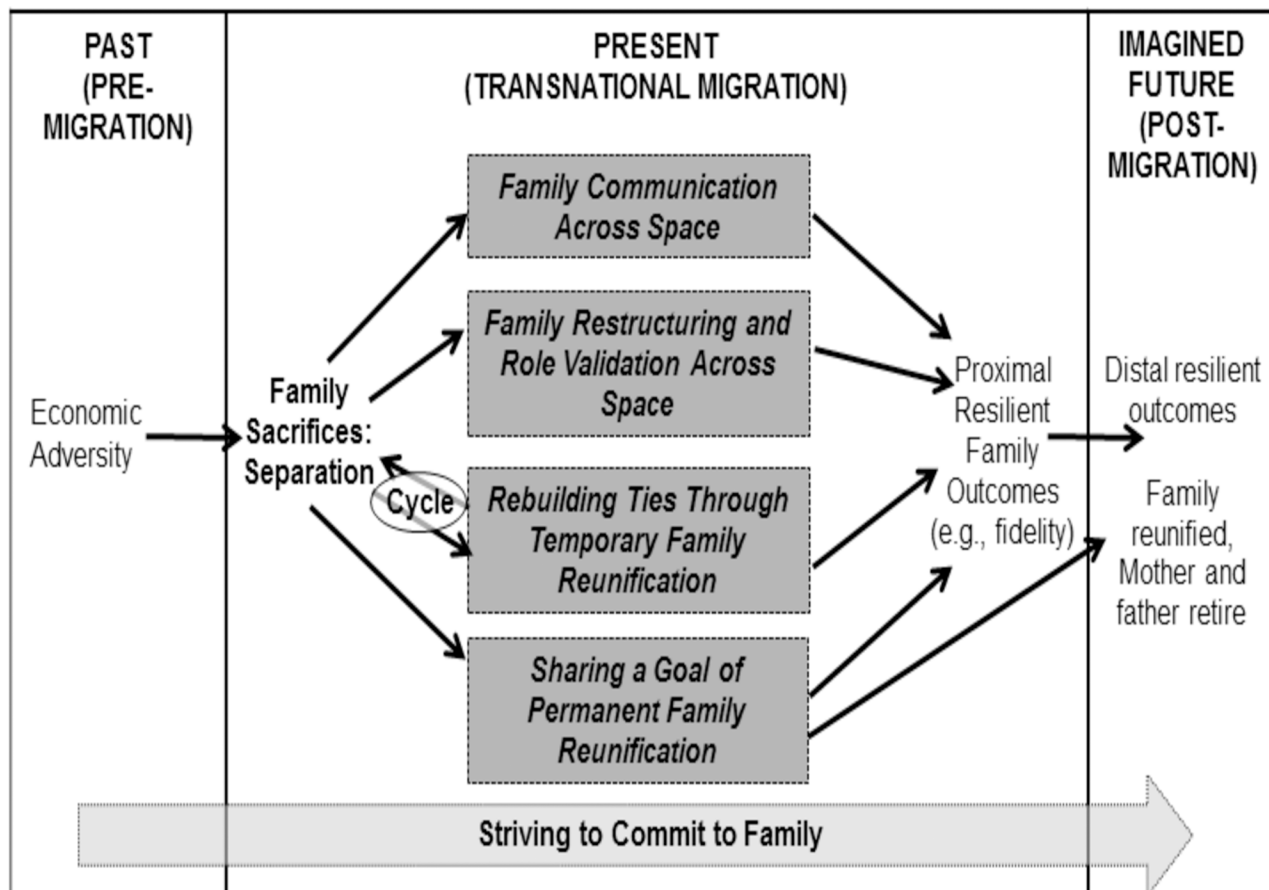 PAST
(PRE-
MIGRATION)
PRESENT
(TRANSNATIONAL MIGRATION)
IMAGINED
FUTURE
(POST-
MIGRATION)
Economic
Adversity
Family
Sacrifices:
Separation
Cycle
Family Communication
Across Space
Family Restructuring and
Role Validation Across
Space
Rebuilding Ties Through
Temporary Family
Reunification
Sharing a Goal of
Permanent Family
Reunification
Proximal
Resilient
Family
Outcomes
(e.g., fidelity)
Distal resilient
outcomes
Family
reunified,
Mother and
father retire
Striving to Commit to Family